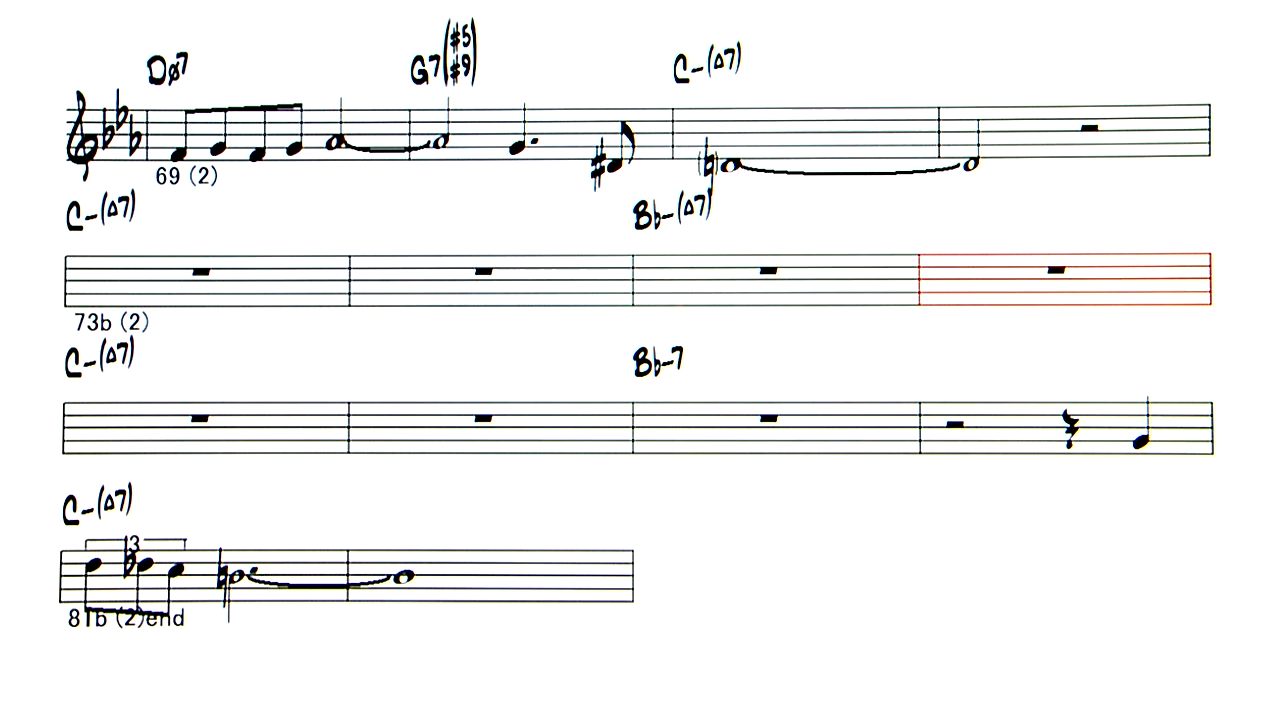 Dø7 G7(#5 #9) C-(Δ7)
69 (2)
C-(Δ7) Bb-(Δ7)
73b (2)
C-(Δ7) Bb-7
C-(Δ7)
3
81b (2)end